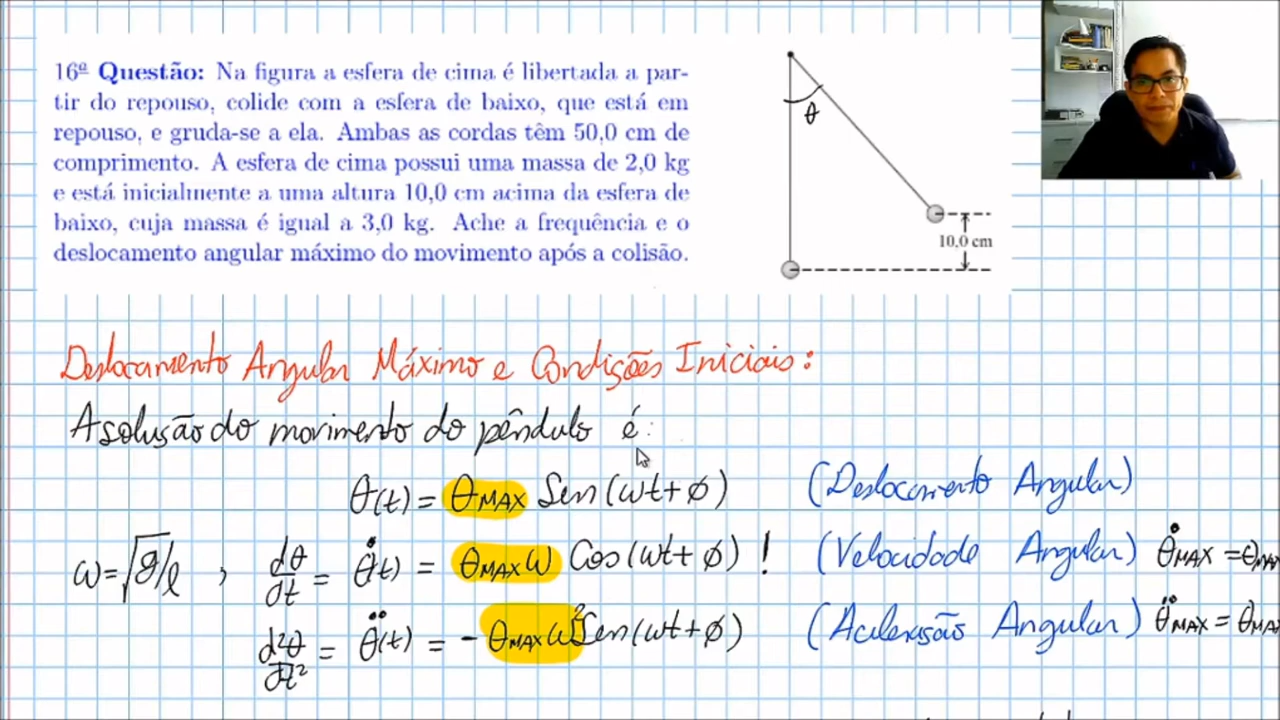 16ª Questão: Na figura a esfera de cima é libertada a par-
tir do repouso, colide com a esfera de baixo, que está em
repouso, e gruda-se a ela. Ambas as cordas têm 50,0 cm de
comprimento. A esfera de cima possui uma massa de 2,0 kg
e está inicialmente a uma altura 10,0 cm acima da esfera de
baixo, cuja massa é igual a 3,0 kg. Ache a frequência e o
deslocamento angular máximo do movimento após a colisão.
θ
10,0 cm
Deslocamento Angular Máximo e Condições Iniciais:
A solução do movimento do pêndulo é:
θ(t) = θMAX Sen(ωt+ϕ) (Deslocamento Angular)
ω=√g/l , dθ/dt = θ̇(t) = θMAX ω Cos(ωt+ϕ) ! (Velocidade Angular) θ̇MAX = θMAX
d²θ/dt² = θ̈(t) = - θMAX ω² Sen(ωt+ϕ) (Aceleração Angular) θ̈MAX = θMAX